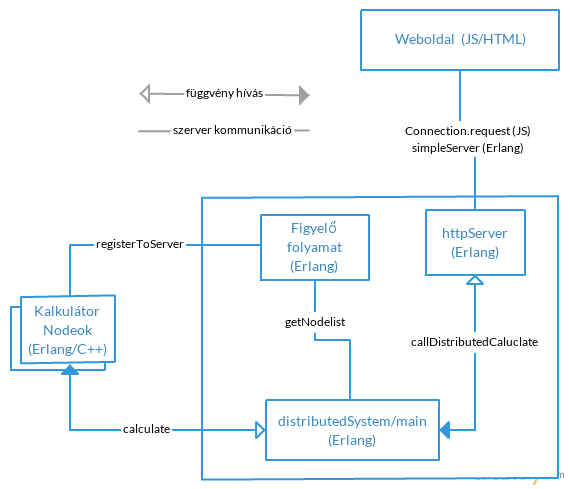 Weboldal (JS/HTML)
függvény hívás
szerver kommunikáció
Connection.request (JS)
simpleServer (Erlang)
registerToServer
Figyelő
folyamat
(Erlang)
httpServer
(Erlang)
Kalkulátor
Nodeok
(Erlang/C++)
getNodelist
callDistributedCaluclate
calculate
distributedSystem/main
(Erlang)